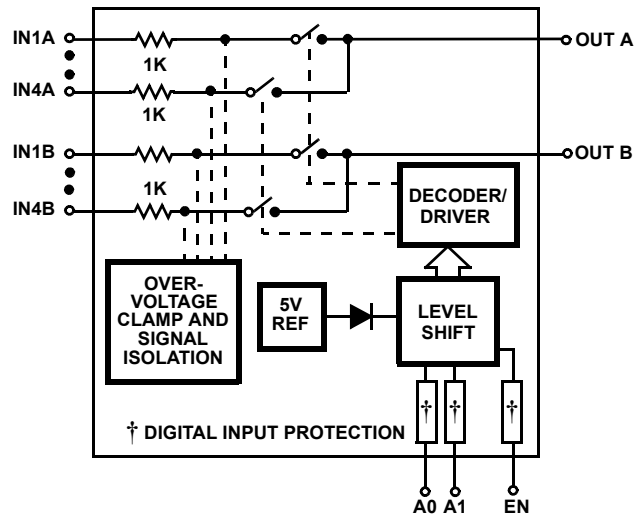 IN1A
OUT A
1K
IN4A
1K
IN1B
OUT B
1K
IN4B
DECODER/
DRIVER
OVER-
VOLTAGE
CLAMP AND
SIGNAL
ISOLATION
5V
REF
LEVEL
SHIFT
† † †
† DIGITAL INPUT PROTECTION
A0 A1 EN